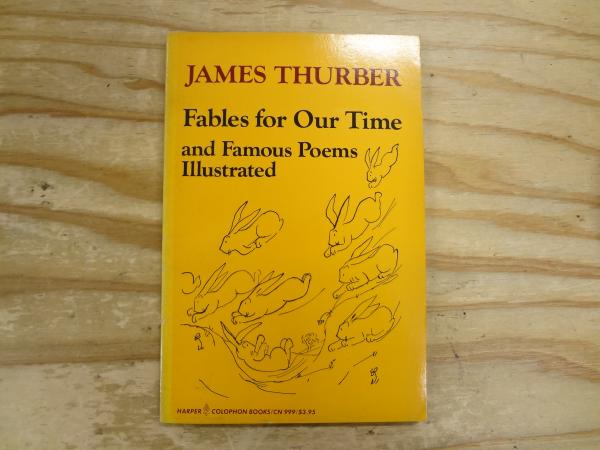 JAMES THURBER
Fables for Our Time
and Famous Poems
Illustrated
HARPER COLOPHON BOOKS/CN 999/$3.95